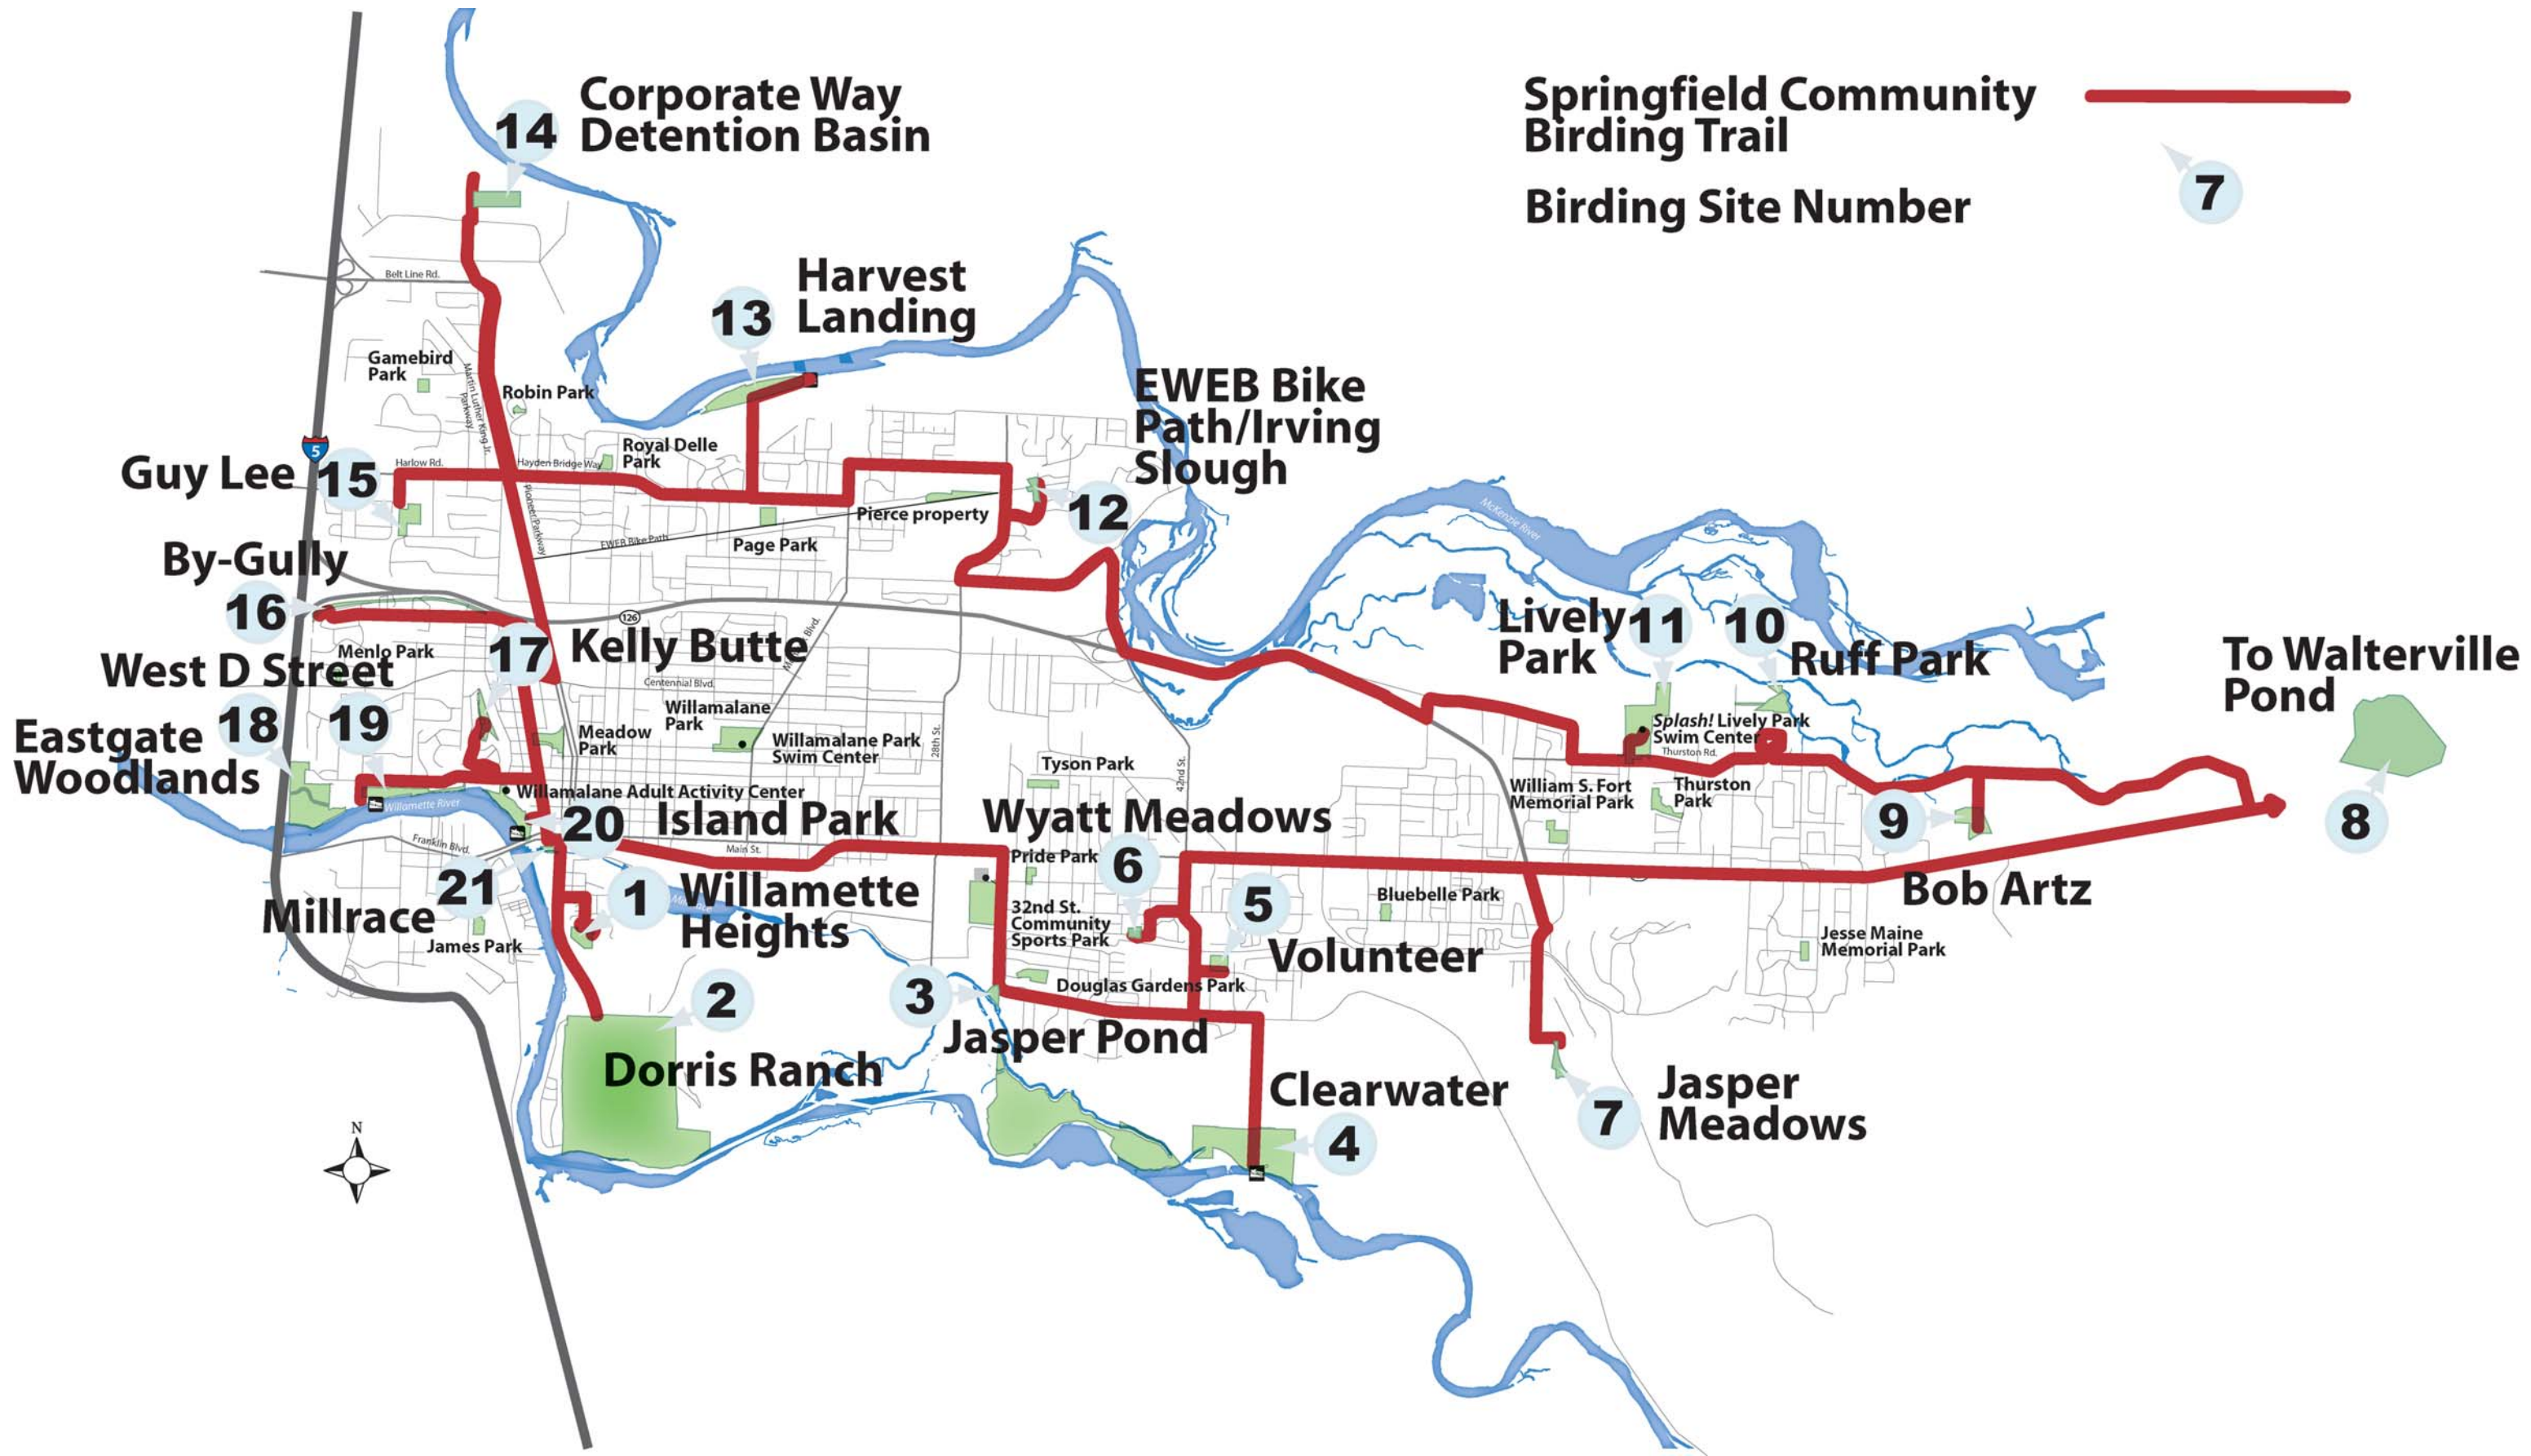 Corporate Way
Detention Basin
14
Springfield Community
Birding Trail
7
Birding Site Number
Belt Line Rd.
Harvest
Landing
13
Gamebird
Park
Martin Luther King Jr.
Parkway
Robin Park
EWEB Bike
Path/Irving
Slough
12
5
Guy Lee
15
Harlow Rd.
Hayden Bridge Way
Royal Delle
Park
Pioneer Parkway
Pierce property
EWEB Bike Path
Page Park
McKenzie River
By-Gully
16
126
17
Kelly Butte
Menlo Park
West D Street
Centennial Blvd.
Blvd.
Lively
Park
11
10
Ruff Park
To Walterville
Pond
8
Eastgate
Woodlands
18
19
Meadow
Park
Willamalane
Park
Willamalane Park
Swim Center
28th St.
Tyson Park
42nd St.
Splash! Lively Park
Swim Center
Thurston Rd.
William S. Fort
Memorial Park
Thurston
Park
9
Willamette River
Willamalane Adult Activity Center
20
Island Park
Franklin Blvd.
Main St.
Wyatt Meadows
Pride Park
6
21
Millrace
James Park
1
Willamette
Heights
32nd St.
Community
Sports Park
5
Volunteer
Bluebelle Park
Bob Artz
Jesse Maine
Memorial Park
2
Dorris Ranch
3
Jasper Pond
Douglas Gardens Park
Clearwater
4
7
Jasper
Meadows
N